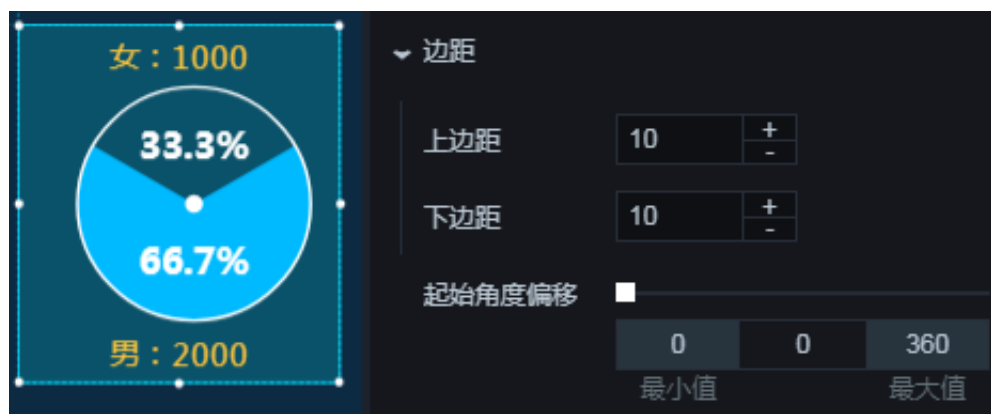 女：1000
33.3%
66.7%
男：2000
边距
上边距 10 + -
下边距 10 + -
起始角度偏移
0 0 360
最小值 最大值